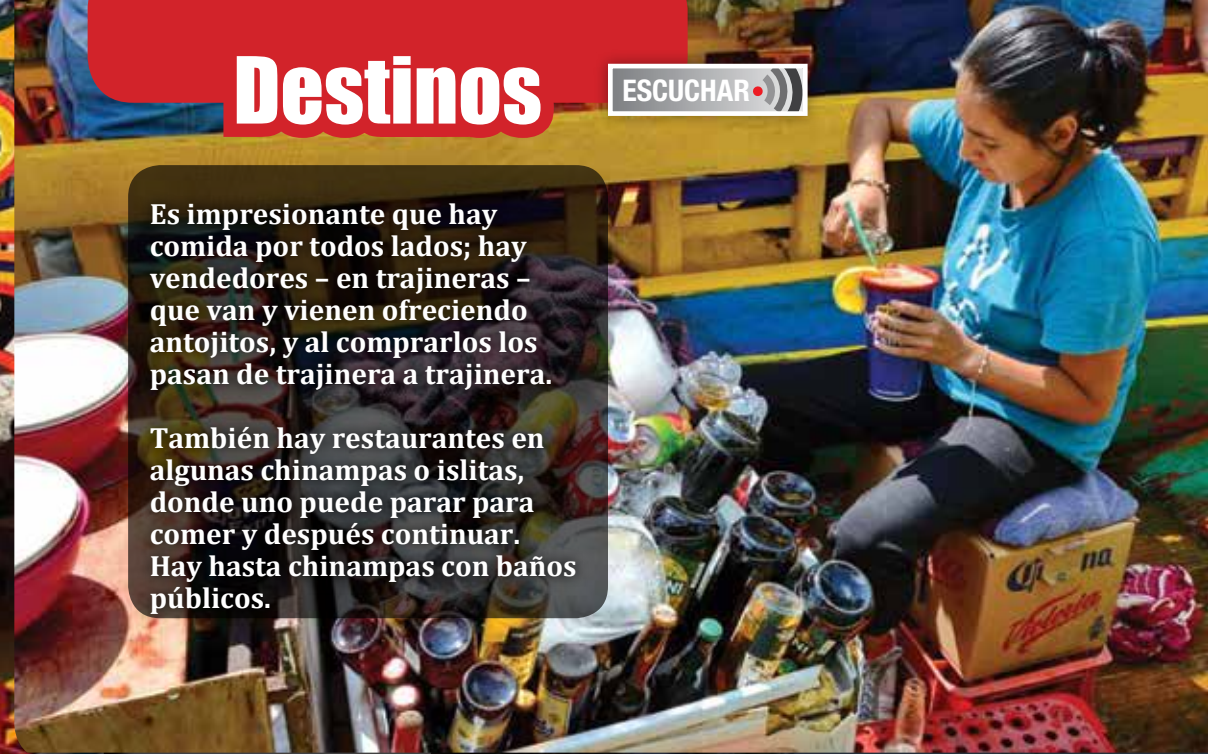 Destinos
ESCUCHAR
Es impresionante que hay
comida por todos lados; hay
vendedores – en trajineras –
que van y vienen ofreciendo
antojitos, y al comprarlos los
pasan de trajinera a trajinera.
También hay restaurantes en
algunas chinampas o islitas,
donde uno puede parar para
comer y después continuar.
Hay hasta chinampas con baños
públicos.
Victoria